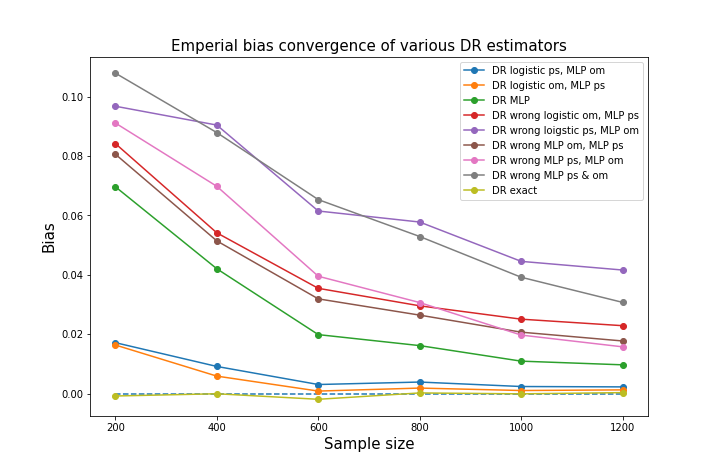 Emperial bias convergence of various DR estimators
DR logistic ps, MLP om
DR logistic om, MLP ps
DR MLP
DR wrong logistic om, MLP ps
DR wrong loigstic ps, MLP om
DR wrong MLP om, MLP ps
DR wrong MLP ps, MLP om
DR wrong MLP ps & om
DR exact
Bias
0.10
0.08
0.06
0.04
0.02
0.00
200 400 600 800 1000 1200
Sample size